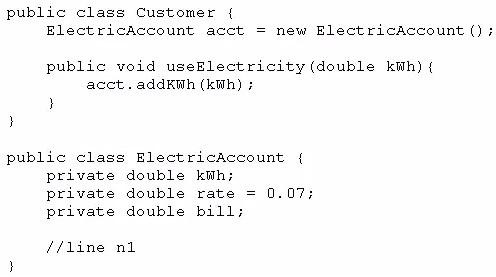 public class Customer {
    ElectricAccount acct = new ElectricAccount();

    public void useElectricity(double kWh){
        acct.addKWh(kWh);
    }
}

public class ElectricAccount {
    private double kWh;
    private double rate = 0.07;
    private double bill;

    //line n1
}